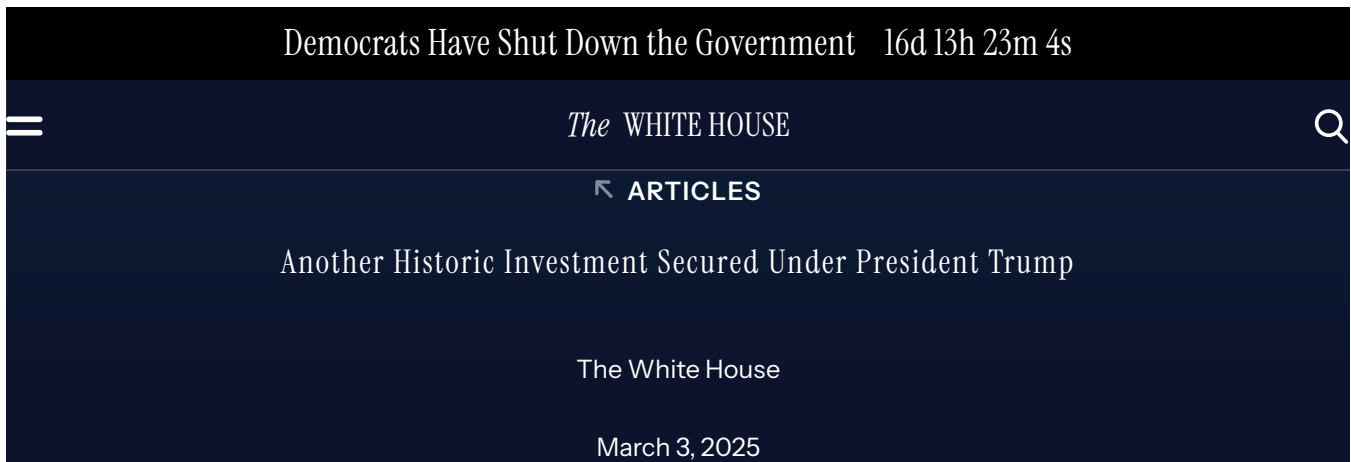 Democrats Have Shut Down the Government 16d 13h 23m 4s
The WHITE HOUSE
ARTICLES
Another Historic Investment Secured Under President Trump
The White House
March 3, 2025